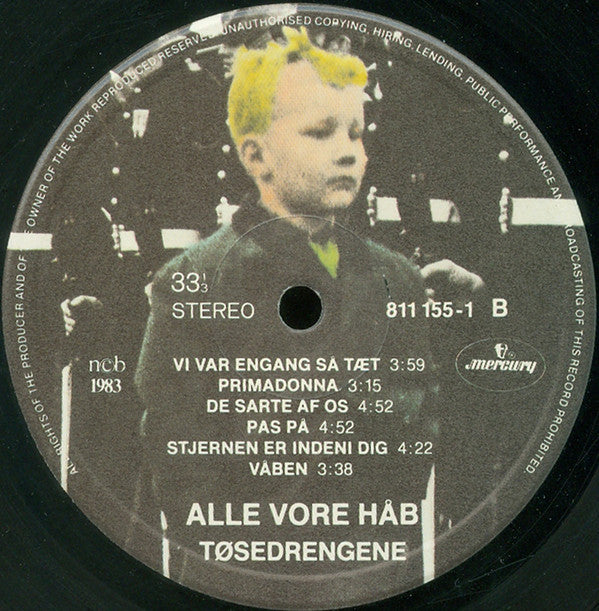 ALL RIGHTS OF THE PRODUCER AND OF THE OWNER OF THE WORK REPRODUCED RESERVED. UNAUTHORISED COPYING, HIRING, LENDING, PUBLIC PERFORMANCE AND BROADCASTING OF THIS RECORD PROHIBITED.
33⅓
STEREO
811 155-1 B
ncb
1983
mercury
VI VAR ENGANG SÅ TÆT 3:59
PRIMADONNA 3:15
DE SARTE AF OS 4:52
PAS PÅ 4:52
STJERNEN ER INDENI DIG 4:22
VÅBEN 3:38
ALLE VORE HÅB
TØSEDRENGENE